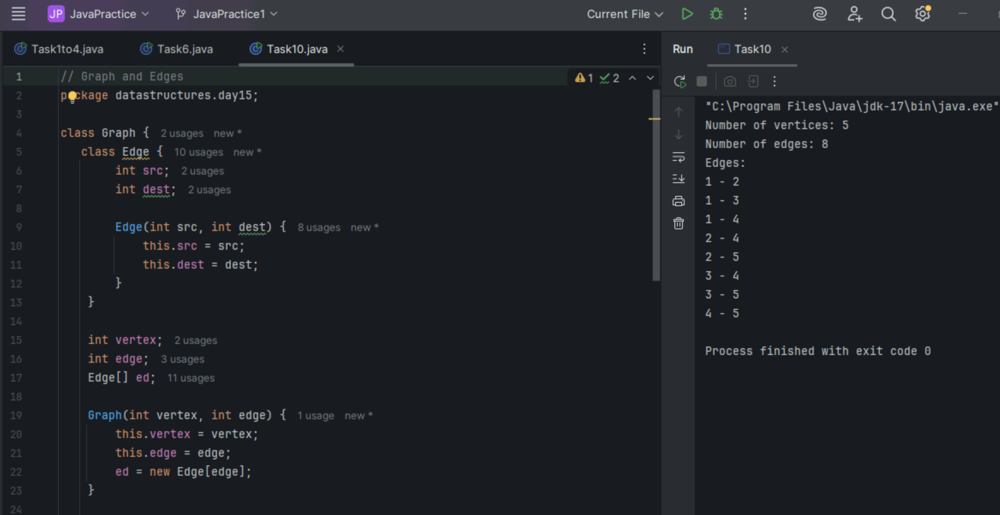 JP JavaPractice JavaPractice1 Current File
Task1to4.java Task6.java Task10.java
1 // Graph and Edges
1 2
2 package datastructures.day15;
3
4 class Graph { 2 usages new *
5 class Edge { 10 usages new *
6 int src; 2 usages
7 int dest; 2 usages
8
9 Edge(int src, int dest) { 8 usages new *
10 this.src = src;
11 this.dest = dest;
12 }
13 }
14
15 int vertex; 2 usages
16 int edge; 3 usages
17 Edge[] ed; 11 usages
18
19 Graph(int vertex, int edge) { 1 usage new *
20 this.vertex = vertex;
21 this.edge = edge;
22 ed = new Edge[edge];
23 }
24
Run Task10
"C:\Program Files\Java\jdk-17\bin\java.exe"
Number of vertices: 5
Number of edges: 8
Edges:
1 - 2
1 - 3
1 - 4
2 - 4
2 - 5
3 - 4
3 - 5
4 - 5
Process finished with exit code 0